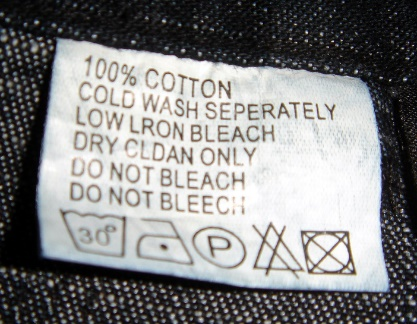 100% COTTON
COLD WASH SEPERATELY
LOW LRON BLEACH
DRY CLDAN ONLY
DO NOT BLEACH
DO NOT BLEECH
30° P